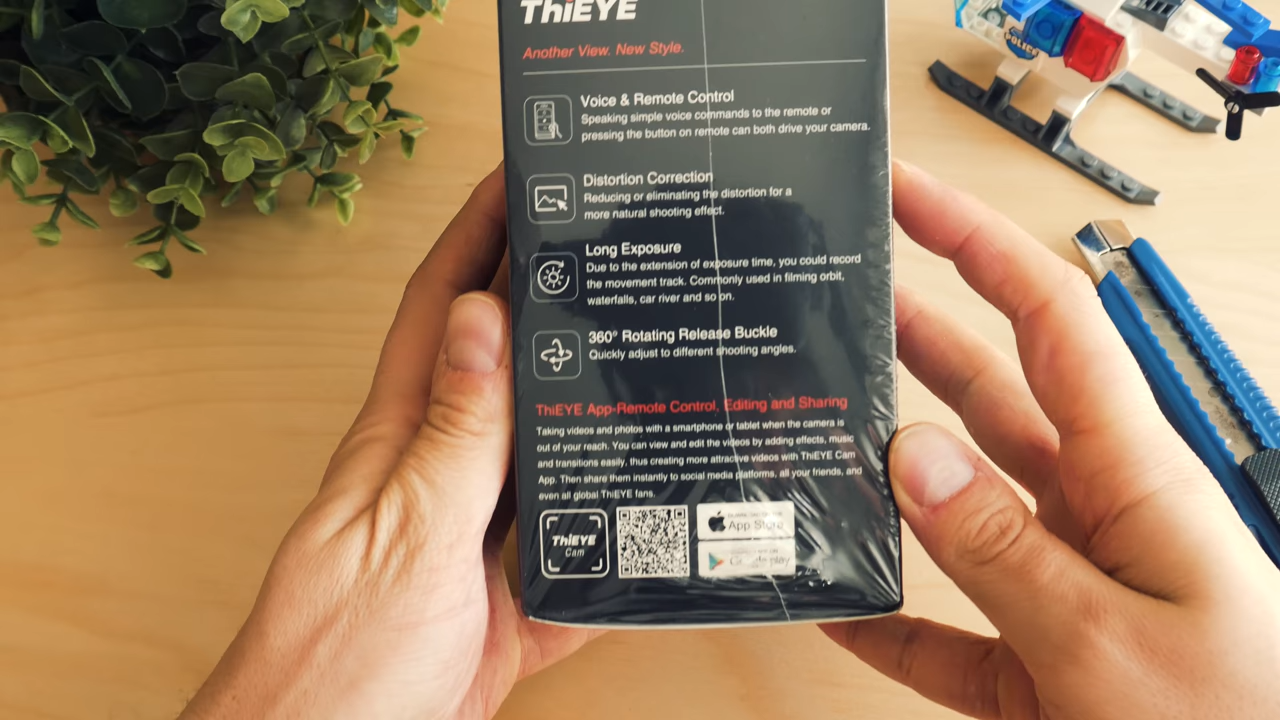 ThiEYE
Another View. New Style.
Voice & Remote Control
Speaking simple voice commands to the remote or
pressing the button on remote can both drive your camera.
Distortion Correction
Reducing or eliminating the distortion for a
more natural shooting effect.
Long Exposure
Due to the extension of exposure time, you could record
the movement track. Commonly used in filming orbit,
waterfalls, car river and so on.
360° Rotating Release Buckle
Quickly adjust to different shooting angles.
ThiEYE App-Remote Control, Editing and Sharing
Taking videos and photos with a smartphone or tablet when the camera is
out of your reach. You can view and edit the videos by adding effects, music
and transitions easily, thus creating more attractive videos with ThiEYE Cam
App. Then share them instantly to social media platforms, all your friends, and
even all global ThiEYE fans.
ThiEYE
Cam
App Store
Google play
POLICE